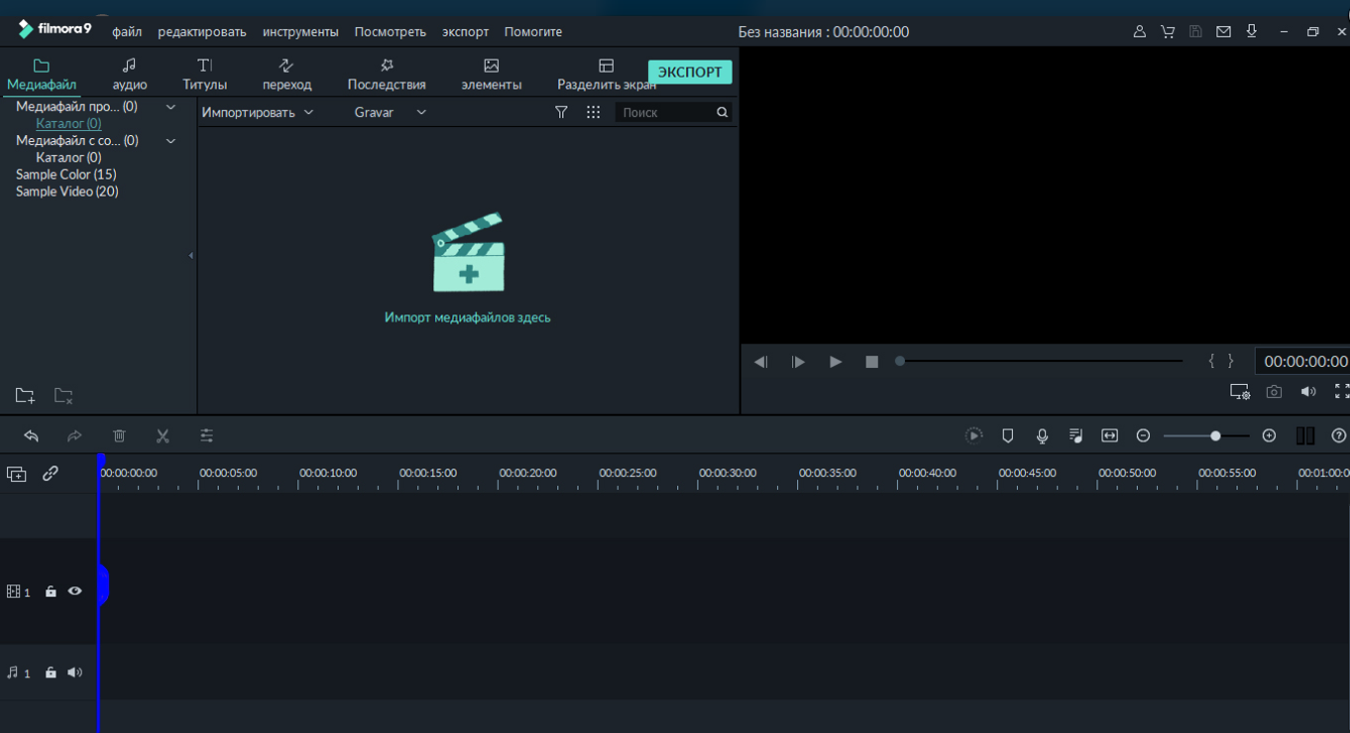 filmora9 файл редактировать инструменты Посмотреть экспорт Помогите Без названия : 00:00:00:00
Медиафайл аудио Титулы переход Последствия элементы Разделить экран ЭКСПОРТ
Медиафайл про... (0)
Каталог (0)
Медиафайл с со... (0)
Каталог (0)
Sample Color (15)
Sample Video (20)
Импортировать Gravar Поиск
Импорт медиафайлов здесь
00:00:00:00
00:00:00:00 00:00:05:00 00:00:10:00 00:00:15:00 00:00:20:00 00:00:25:00 00:00:30:00 00:00:35:00 00:00:40:00 00:00:45:00 00:00:50:00 00:00:55:00 00:01:00:0
1
1